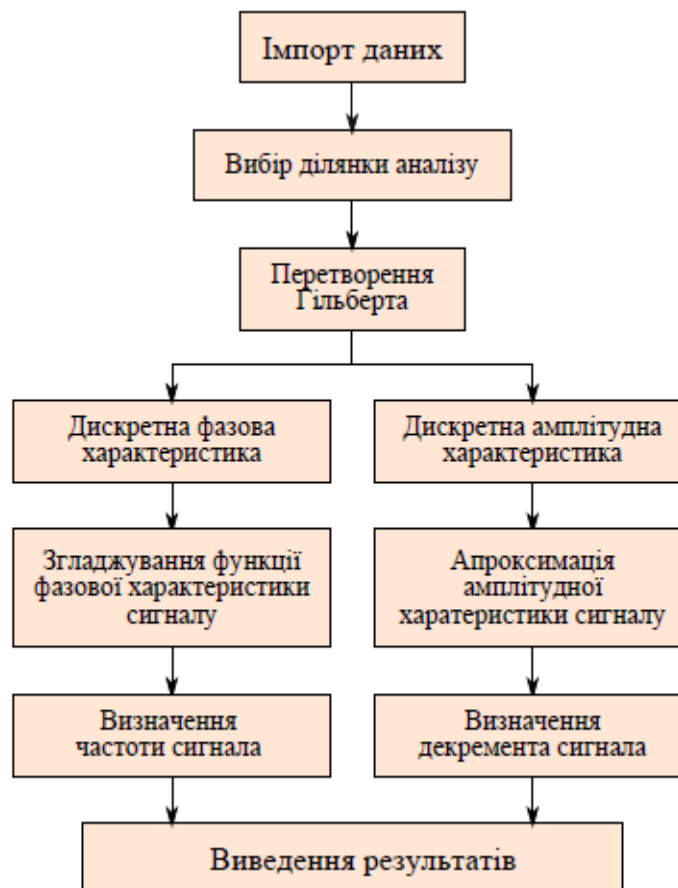 Імпорт даних
Вибір ділянки аналізу
Перетворення
Гільберта
Дискретна фазова
характеристика
Дискретна амплітудна
характеристика
Згладжування функції
фазової характеристики
сигналу
Апроксимація
амплітудної
харатеристики сигналу
Визначення
частоти сигнала
Визначення
декремента сигнала
Виведення результатів